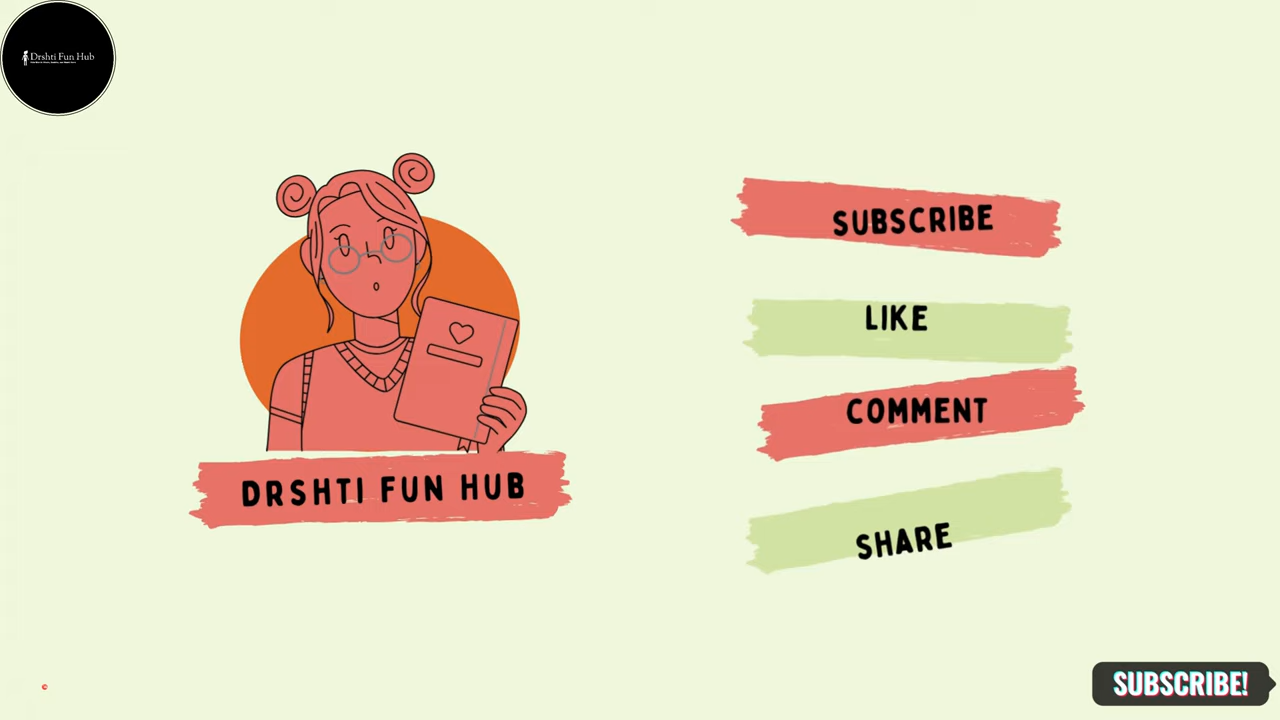 Drshti Fun Hub
SUBSCRIBE
LIKE
COMMENT
SHARE
DRSHTI FUN HUB
SUBSCRIBE!